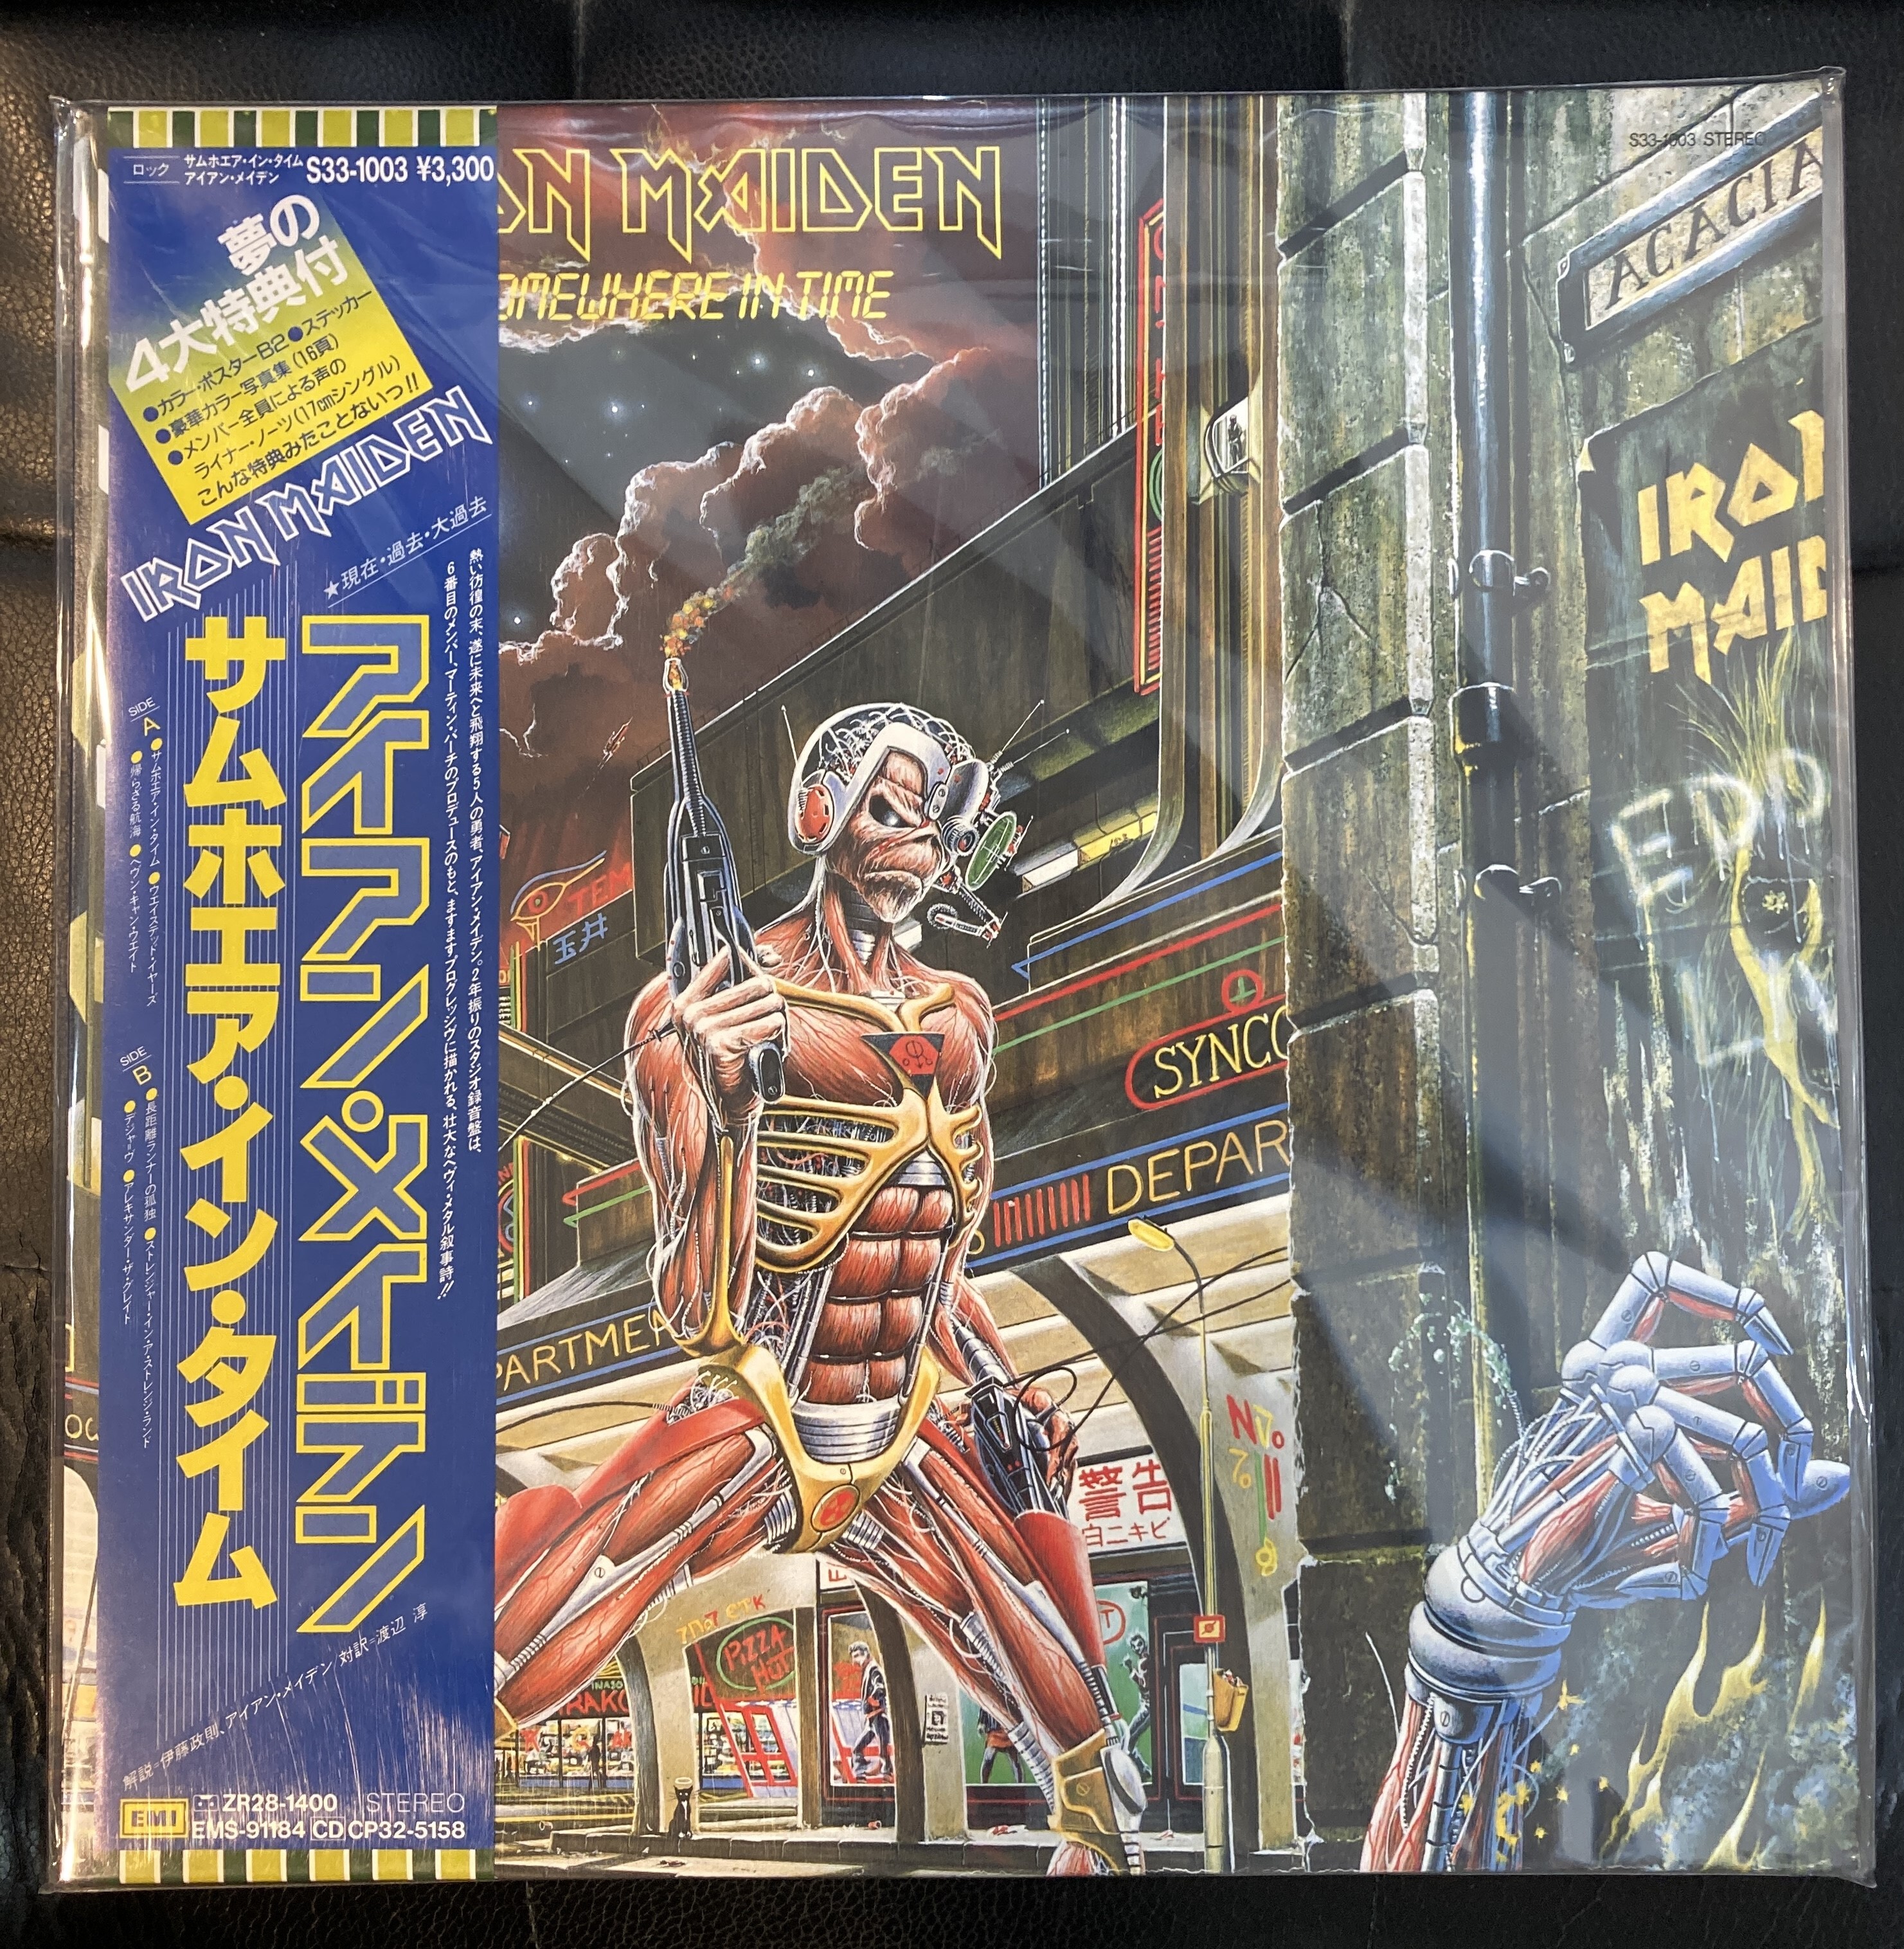 ロック
サムホエア・イン・タイム
アイアン・メイデン
S33-1003 ¥3,300
夢の
4大特典付
●カラー・ポスターB2●ステッカー
●豪華カラー写真集(16頁)
●メンバー全員による声の
ライナー・ノーツ(17cmシングル)
こんな特典みたことないっ!!
IRON MAIDEN
★現在・過去・大過去
熱い彷徨の末、遂に未来へと飛翔する5人の勇者、アイアン・メイデン。2年振りのスタジオ録音盤は、
6番目のメンバー、マーティン・バーチのプロデュースのもと、ますますプログレッシヴに描かれる、壮大なヘヴィ・メタル叙事詩!!
アイアン・メイデン
サムホエア・イン・タイム
SIDE A
●サムホエア・イン・タイム●ウエイステッド・イヤーズ
●帰らざる航海●ヘヴン・キャン・ウエイト
SIDE B
●長距離ランナーの孤独●ストレンジャー・イン・ア・ストレンジ・ランド
●デジャ・ヴ●アレキサンダー・ザ・グレイト
解説=伊藤政則、アイアン・メイデン/対訳=渡辺 淳
EMI
ZR28-1400 STEREO
EMS-91184 CD CP32-5158
ON MAIDEN
OMEWHERE IN TIME
S33-1003 STEREO
ACACIA
IRON
MAID
EDD
TEM
玉井
SYNCO
DEPAR
PARTMEN
警告
白ニキビ
PIZZA
HUT